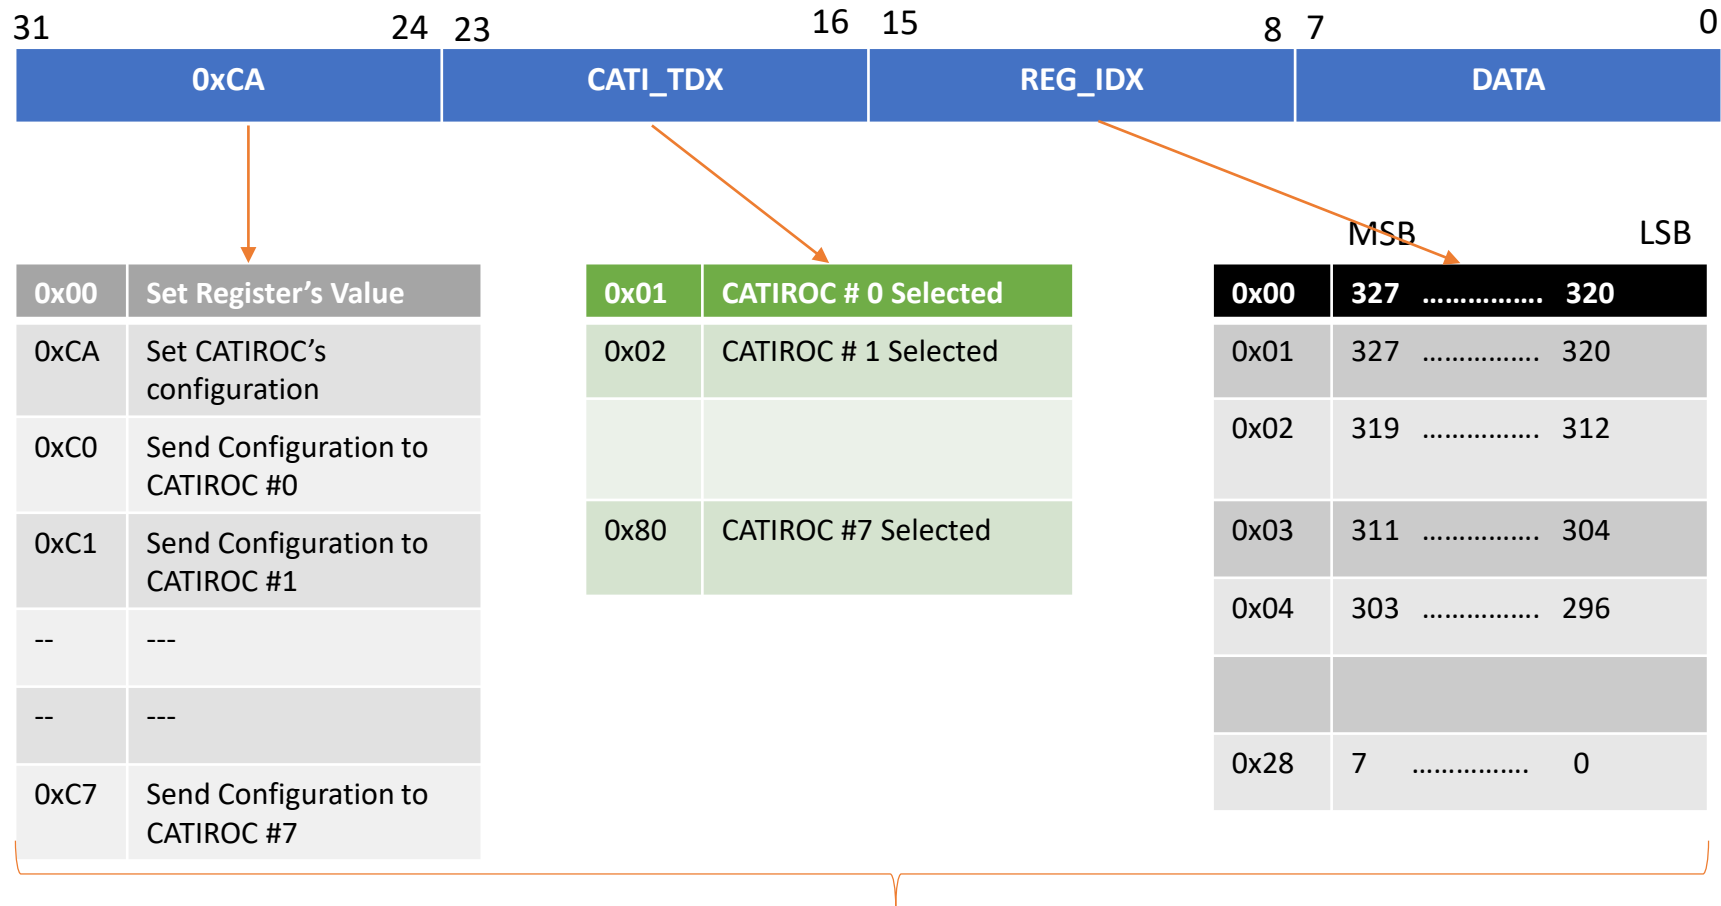 31 24 23 16 15 8 7 0
0xCA CATI_TDX REG_IDX DATA
MSB LSB
0x00 Set Register's Value
0xCA Set CATIROC's
configuration
0xC0 Send Configuration to
CATIROC #0
0xC1 Send Configuration to
CATIROC #1
-- ---
-- ---
0xC7 Send Configuration to
CATIROC #7
0x01 CATIROC # 0 Selected
0x02 CATIROC # 1 Selected
0x80 CATIROC #7 Selected
0x00 327 ................ 320
0x01 327 ................ 320
0x02 319 ................ 312
0x03 311 ................ 304
0x04 303 ................ 296
0x28 7 ................ 0